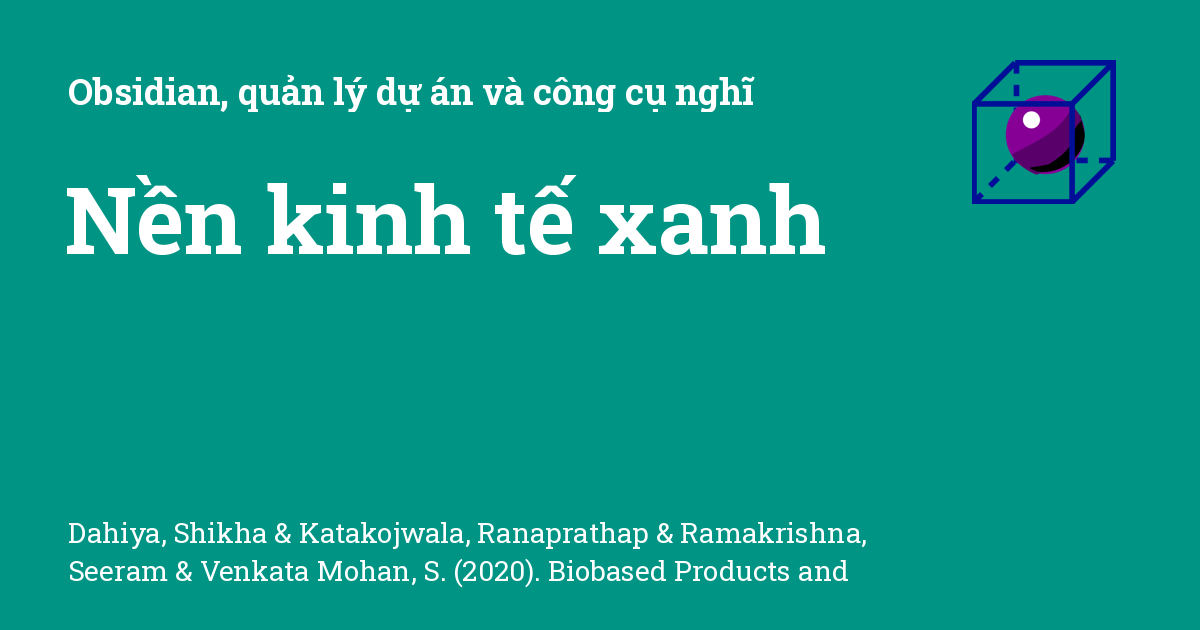 Obsidian, quản lý dự án và công cụ nghĩ
Nền kinh tế xanh
Dahiya, Shikha & Katakojwala, Ranaprathap & Ramakrishna,
Seeram & Venkata Mohan, S. (2020). Biobased Products and